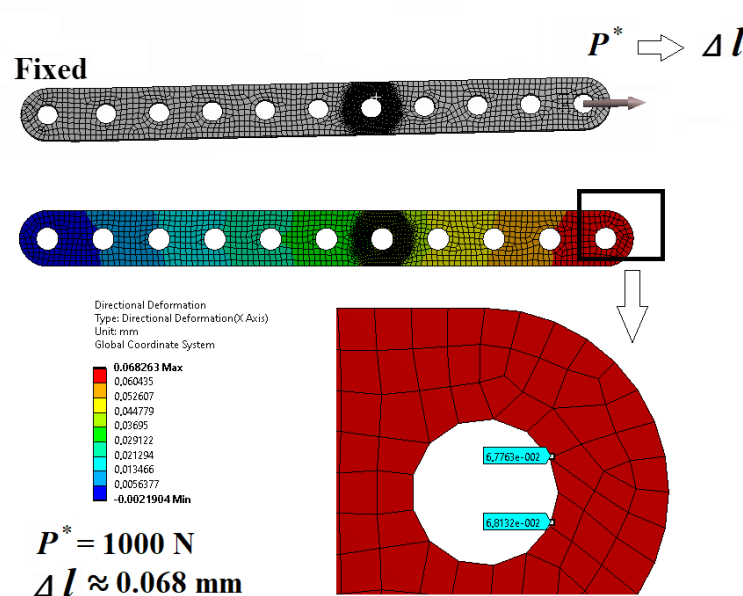 P* ⇨ Δ l
Fixed
Directional Deformation
Type: Directional Deformation(X Axis)
Unit: mm
Global Coordinate System
0.068263 Max
0,060435
0,052607
0,044779
0,03695
0,029122
0,021294
0,013466
0,0056377
-0.0021904 Min
6,7763e-002
6,8132e-002
P* = 1000 N
Δ l ≈ 0.068 mm